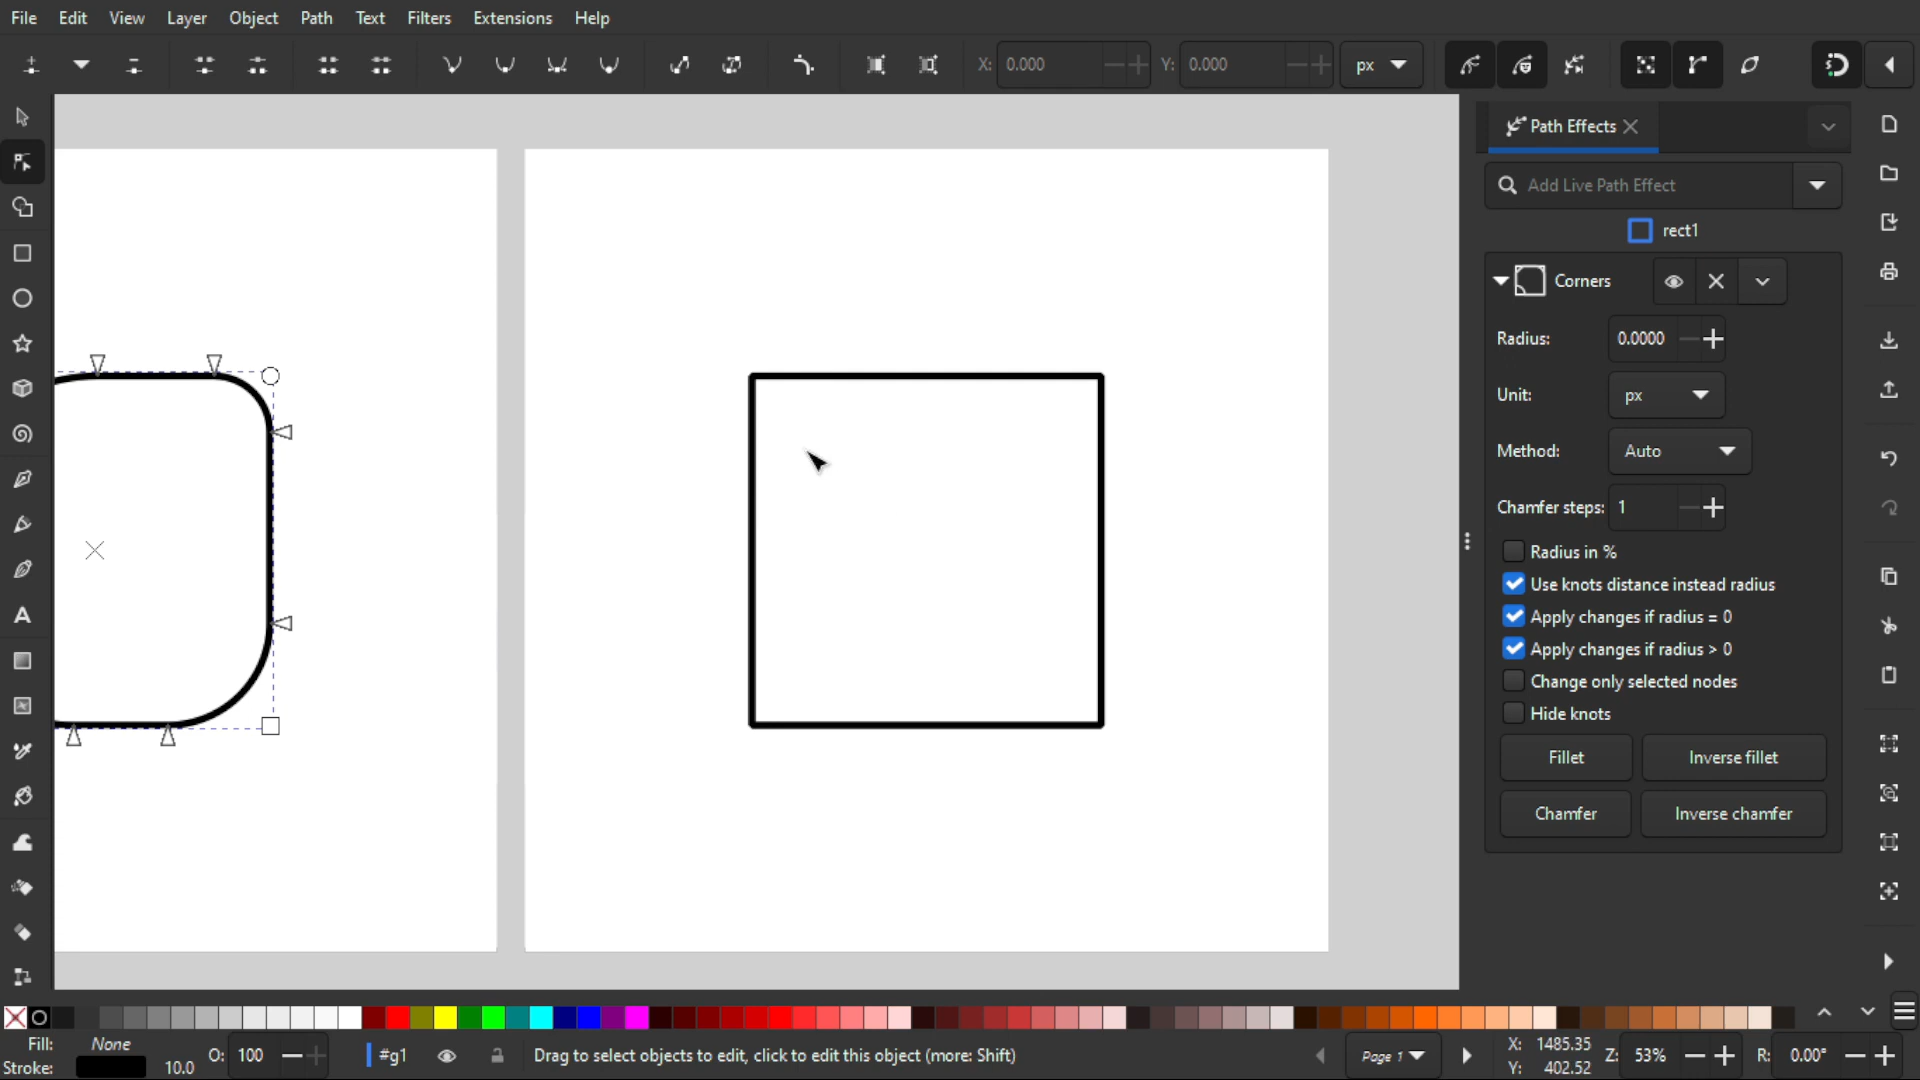 File Edit View Layer Object Path Text Filters Extensions Help
X: 0.000 Y: 0.000 px
Path Effects
Add Live Path Effect
rect1
Corners
Radius: 0.0000
Unit: px
Method: Auto
Chamfer steps: 1
Radius in %
Use knots distance instead radius
Apply changes if radius = 0
Apply changes if radius > 0
Change only selected nodes
Hide knots
Fillet Inverse fillet
Chamfer Inverse chamfer
Fill: None
Stroke: 10.0
O: 100
#g1
Drag to select objects to edit, click to edit this object (more: Shift)
Page 1
X: 1485.35
Y: 402.52
Z: 53%
R: 0.00°